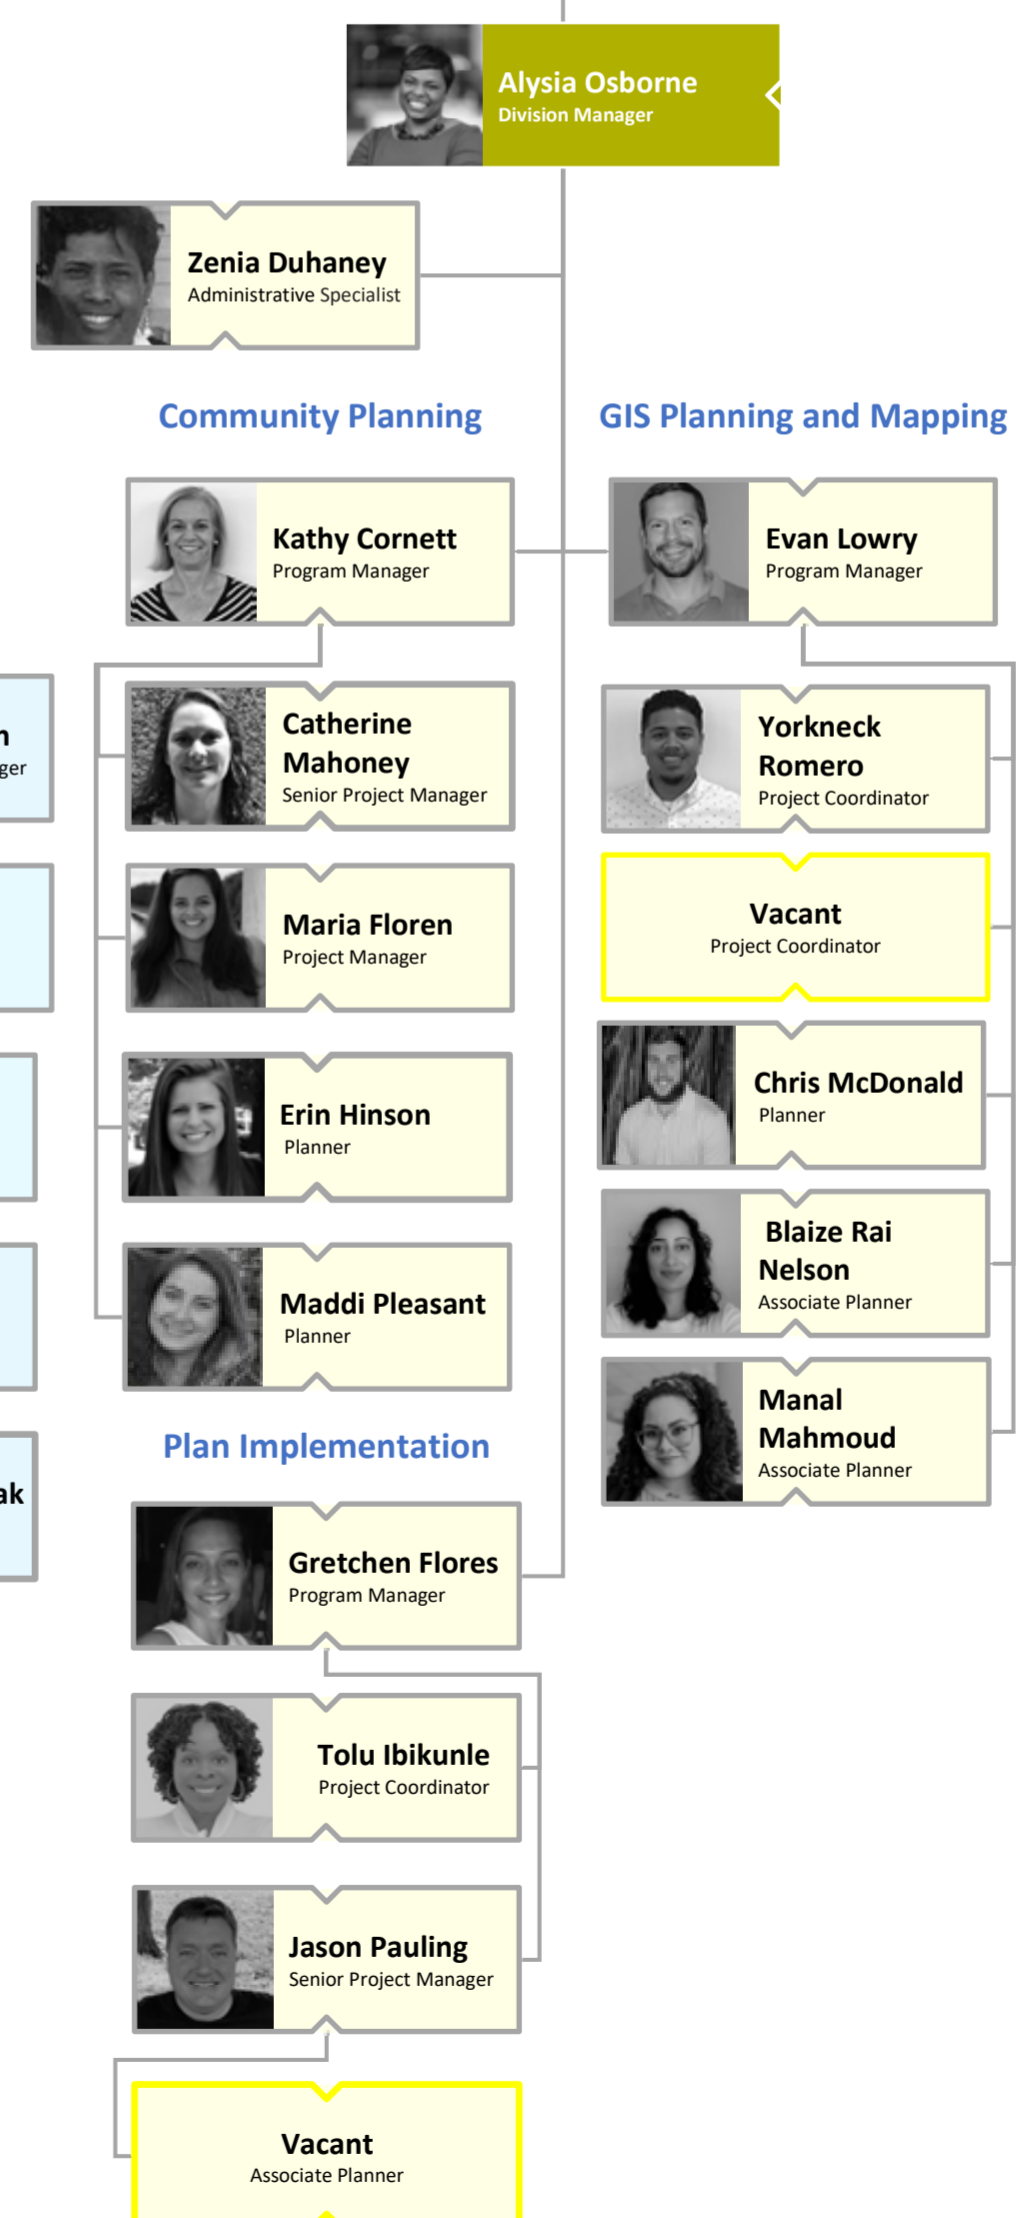 Alysia Osborne
Division Manager
Zenia Duhaney
Administrative Specialist
Community Planning
Kathy Cornett
Program Manager
Catherine
Mahoney
Senior Project Manager
Maria Floren
Project Manager
Erin Hinson
Planner
Maddi Pleasant
Planner
Plan Implementation
Gretchen Flores
Program Manager
Tolu Ibikunle
Project Coordinator
Jason Pauling
Senior Project Manager
Vacant
Associate Planner
GIS Planning and Mapping
Evan Lowry
Program Manager
Yorkneck
Romero
Project Coordinator
Vacant
Project Coordinator
Chris McDonald
Planner
Blaize Rai
Nelson
Associate Planner
Manal
Mahmoud
Associate Planner